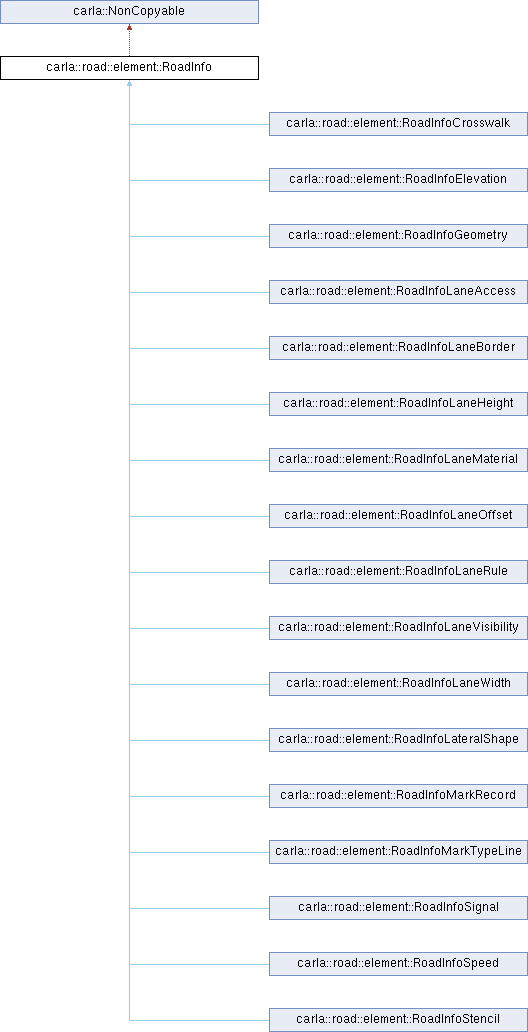 carla::NonCopyable
carla::road::element::RoadInfo
carla::road::element::RoadInfoCrosswalk
carla::road::element::RoadInfoElevation
carla::road::element::RoadInfoGeometry
carla::road::element::RoadInfoLaneAccess
carla::road::element::RoadInfoLaneBorder
carla::road::element::RoadInfoLaneHeight
carla::road::element::RoadInfoLaneMaterial
carla::road::element::RoadInfoLaneOffset
carla::road::element::RoadInfoLaneRule
carla::road::element::RoadInfoLaneVisibility
carla::road::element::RoadInfoLaneWidth
carla::road::element::RoadInfoLateralShape
carla::road::element::RoadInfoMarkRecord
carla::road::element::RoadInfoMarkTypeLine
carla::road::element::RoadInfoSignal
carla::road::element::RoadInfoSpeed
carla::road::element::RoadInfoStencil